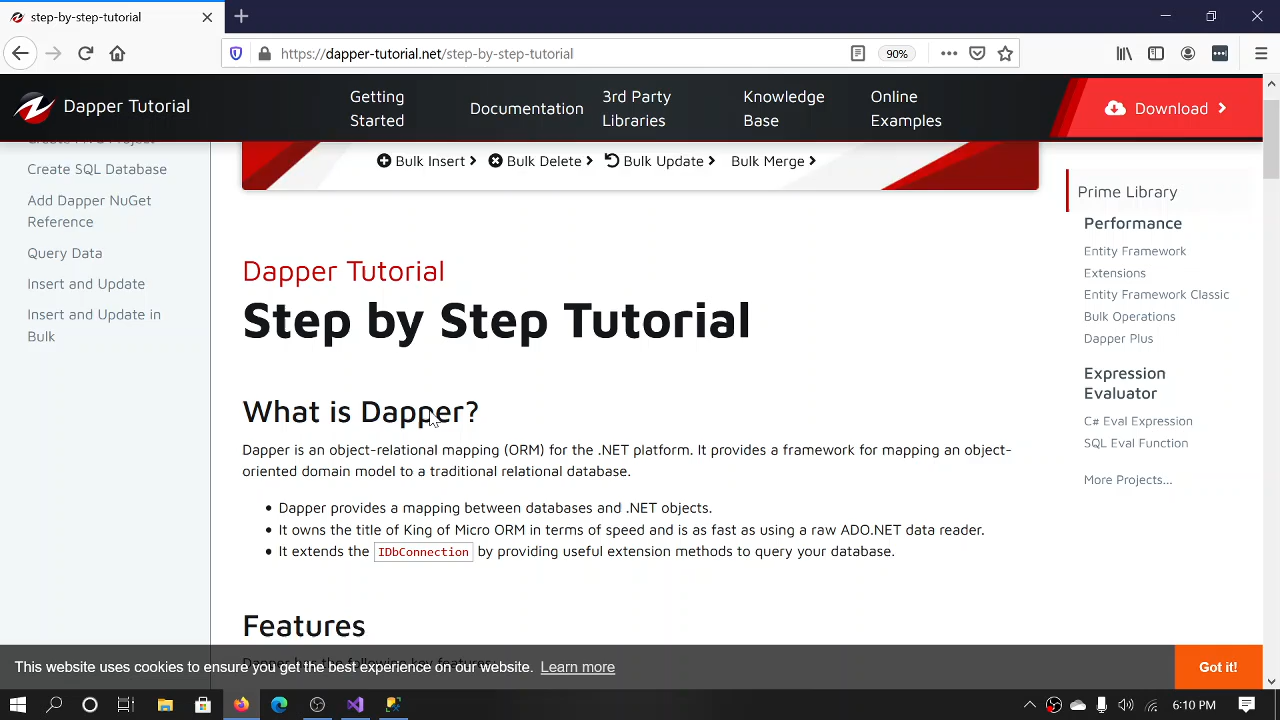 step-by-step-tutorial
https://dapper-tutorial.net/step-by-step-tutorial
90%
Dapper Tutorial
Getting Started
Documentation
3rd Party Libraries
Knowledge Base
Online Examples
Download
Create MVC Project
Create SQL Database
Add Dapper NuGet
Reference
Query Data
Insert and Update
Insert and Update in
Bulk
Bulk Insert
Bulk Delete
Bulk Update
Bulk Merge
Dapper Tutorial
Step by Step Tutorial
What is Dapper?
Dapper is an object-relational mapping (ORM) for the .NET platform. It provides a framework for mapping an object-
oriented domain model to a traditional relational database.
Dapper provides a mapping between databases and .NET objects.
It owns the title of King of Micro ORM in terms of speed and is as fast as using a raw ADO.NET data reader.
It extends the IDbConnection by providing useful extension methods to query your database.
Features
Prime Library
Performance
Entity Framework
Extensions
Entity Framework Classic
Bulk Operations
Dapper Plus
Expression
Evaluator
C# Eval Expression
SQL Eval Function
More Projects...
This website uses cookies to ensure you get the best experience on our website. Learn more
Got it!
6:10 PM